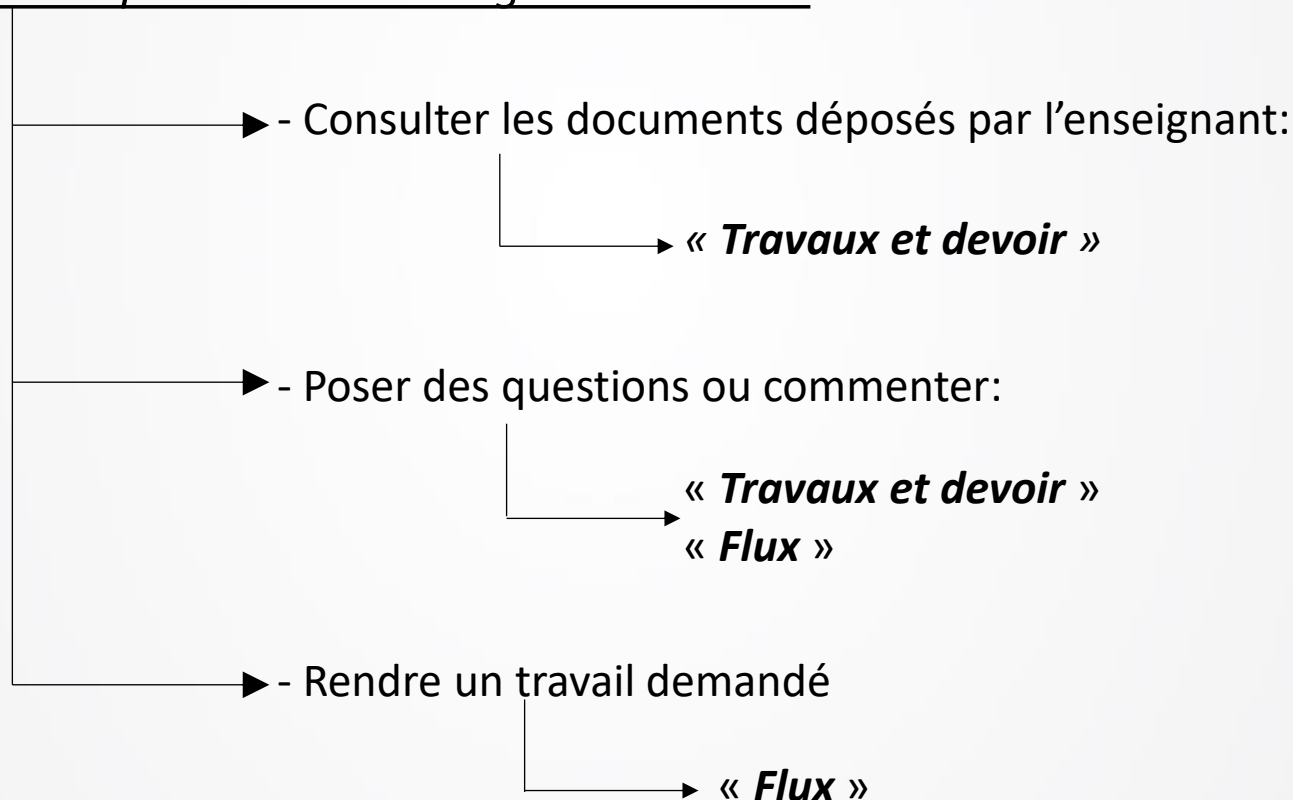 - Consulter les documents déposés par l’enseignant:
« Travaux et devoir »
- Poser des questions ou commenter:
« Travaux et devoir »
« Flux »
- Rendre un travail demandé
« Flux »